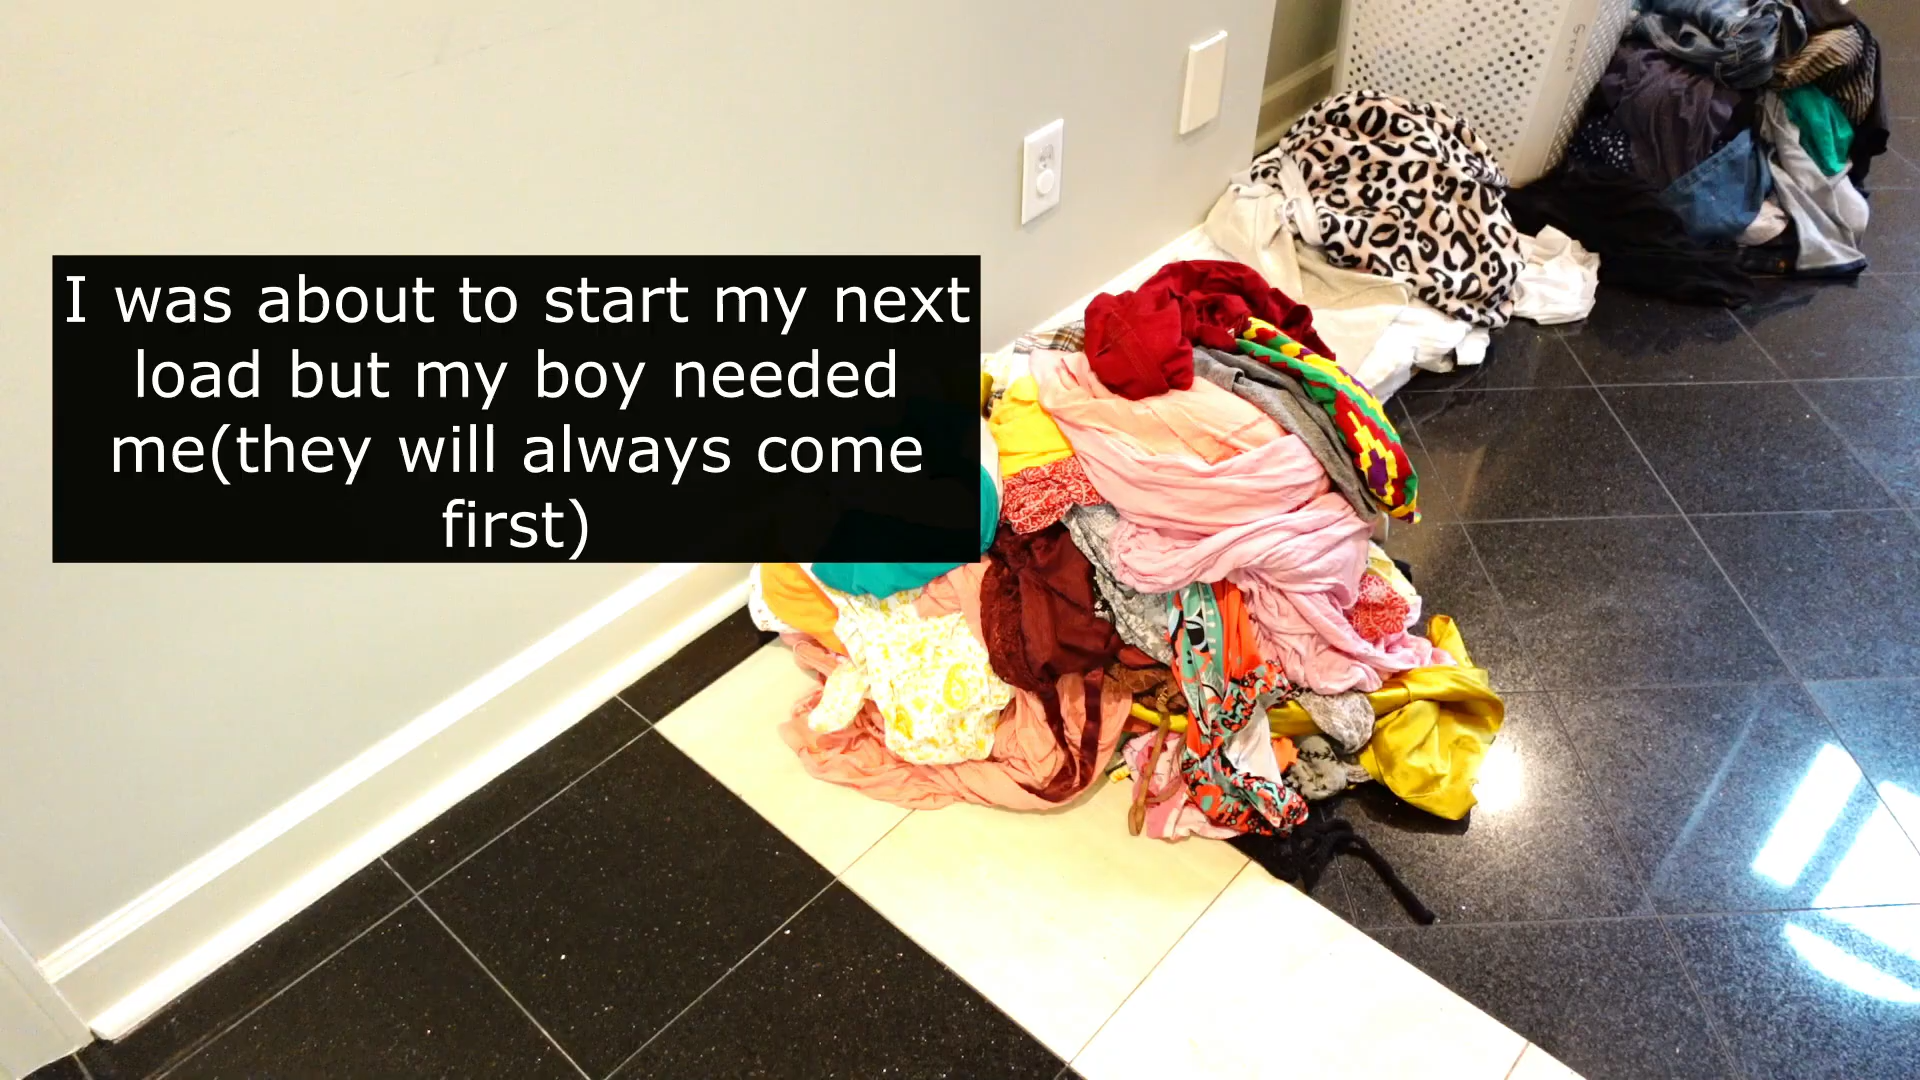 I was about to start my next
load but my boy needed
me(they will always come
first)